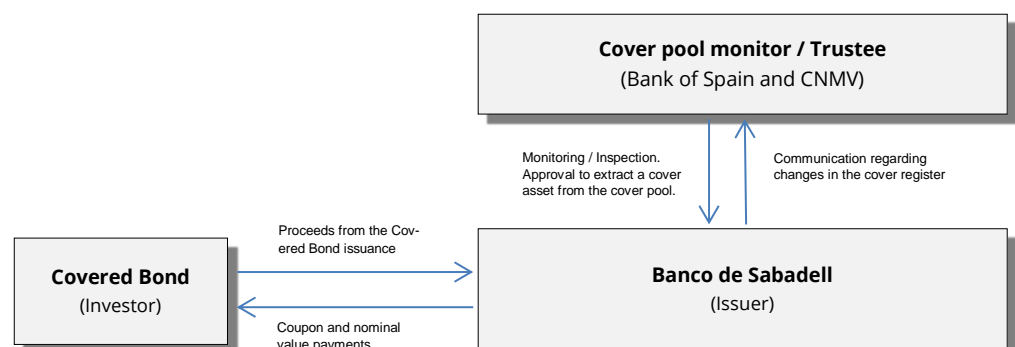 Cover pool monitor / Trustee
(Bank of Spain and CNMV)
Monitoring / Inspection.
Approval to extract a cover
asset from the cover pool.
Communication regarding
changes in the cover register
Proceeds from the Cov-
ered Bond issuance
Covered Bond
(Investor)
Banco de Sabadell
(Issuer)
Coupon and nominal
value payments